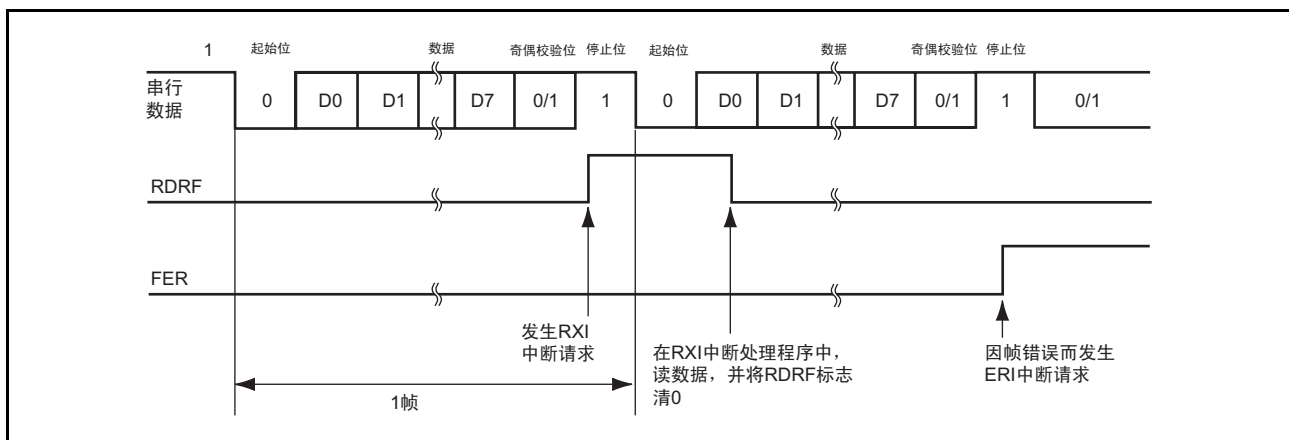 1 起始位 数据 奇偶校验位 停止位 起始位 数据 奇偶校验位 停止位
串行
数据
0 D0 D1 D7 0/1 1 0 D0 D1 D7 0/1 1 0/1
RDRF
FER
发生RXI
中断请求
在RXI中断处理程序中，
读数据，并将RDRF标志
清0
因帧错误而发生
ERI中断请求
1帧